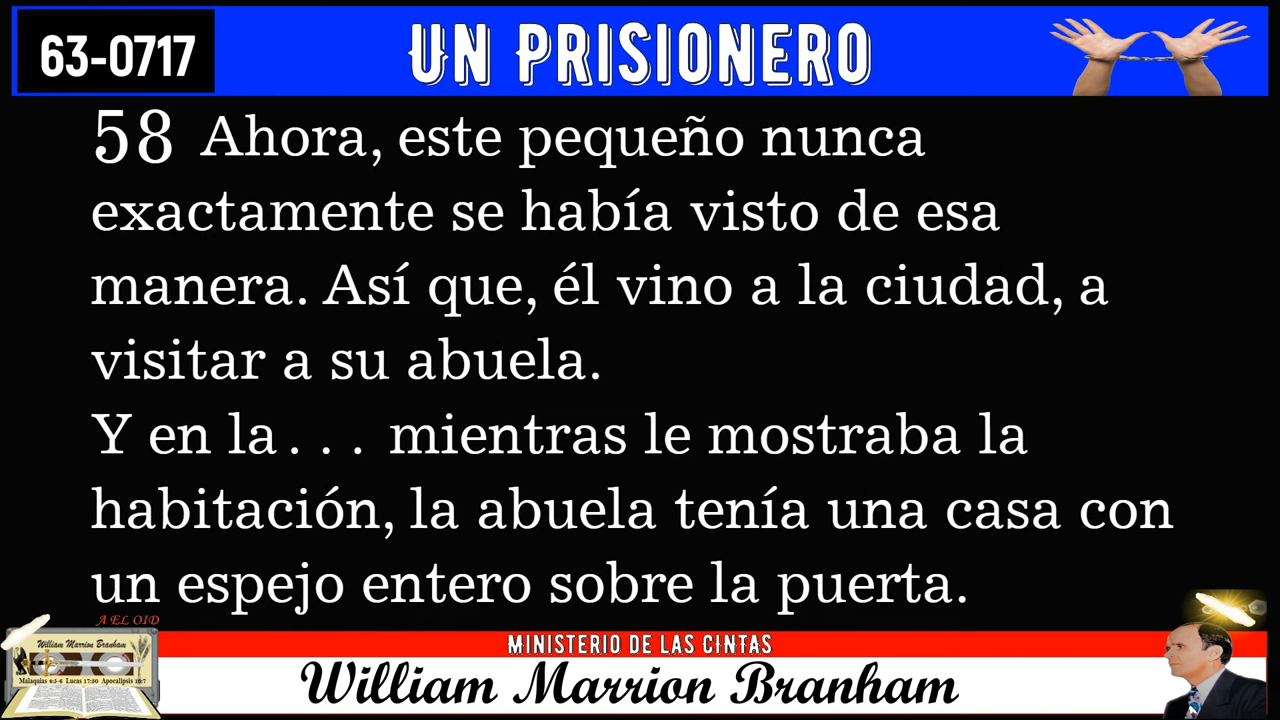 63-0717
UN PRISIONERO
58 Ahora, este pequeño nunca
exactamente se había visto de esa
manera. Así que, él vino a la ciudad, a
visitar a su abuela.
Y en la . . . mientras le mostraba la
habitación, la abuela tenía una casa con
un espejo entero sobre la puerta.
A EL OID
William Marrion Branham
Malaquias 4:5-6 Lucas 17:30 Apocalipsis 10:7
MINISTERIO DE LAS CINTAS
William Marrion Branham